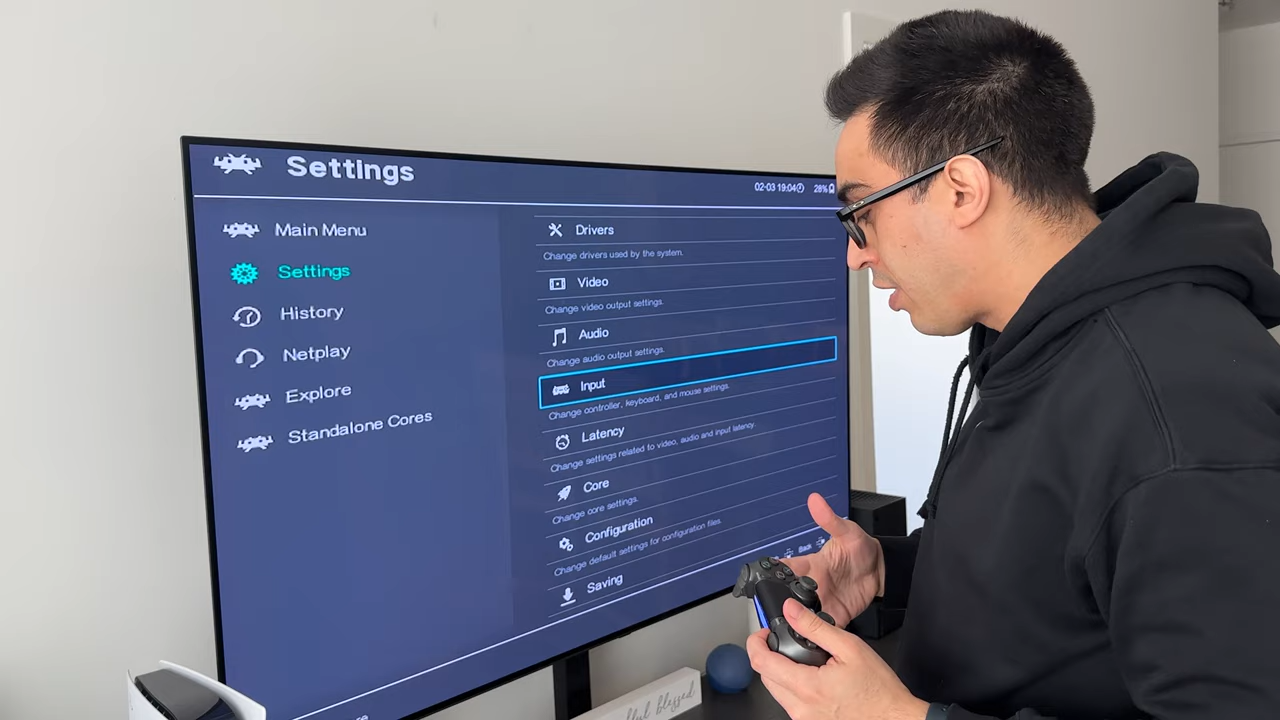 Settings
02-03 19:04 28%
Main Menu
Settings
History
Netplay
Explore
Standalone Cores
Drivers
Change drivers used by the system.
Video
Change video output settings.
Audio
Change audio output settings.
Input
Change controller, keyboard, and mouse settings.
Latency
Change settings related to video, audio and input latency.
Core
Change core settings.
Configuration
Change default settings for configuration files.
Saving
Back
blessed